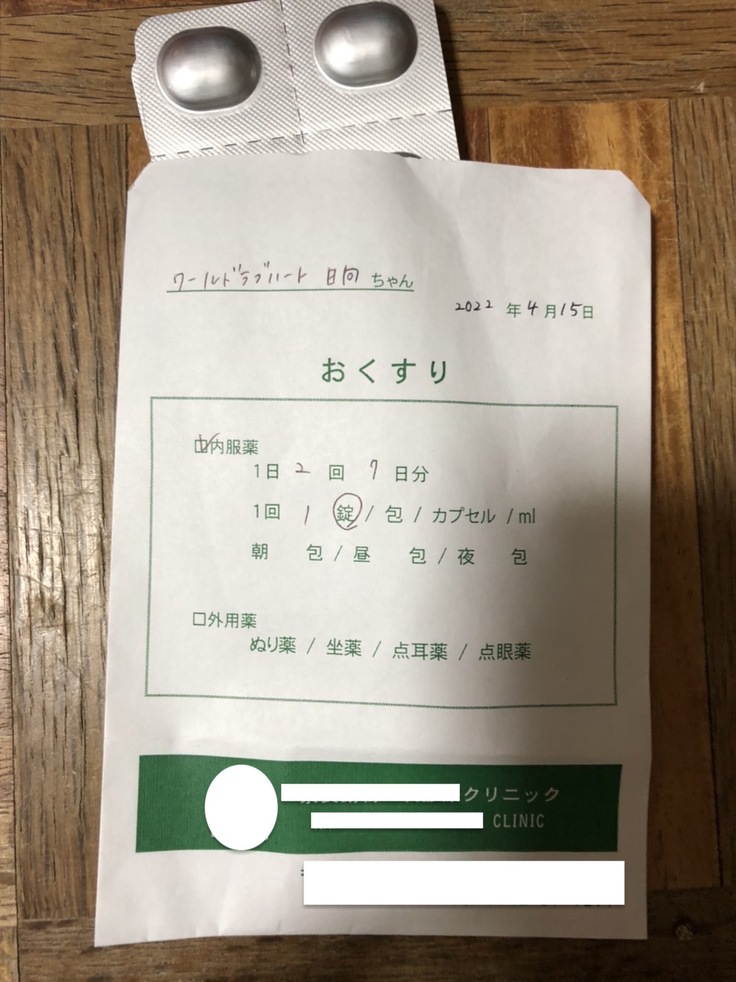 ワールドラブハート 日向 ちゃん
2022 年 4 月 15 日
おくすり
☑内服薬
1日 2 回 7 日分
1回 1 錠 / 包 / カプセル / ml
朝 包 / 昼 包 / 夜 包
□外用薬
ぬり薬 / 坐薬 / 点耳薬 / 点眼薬
クリニック
CLINIC